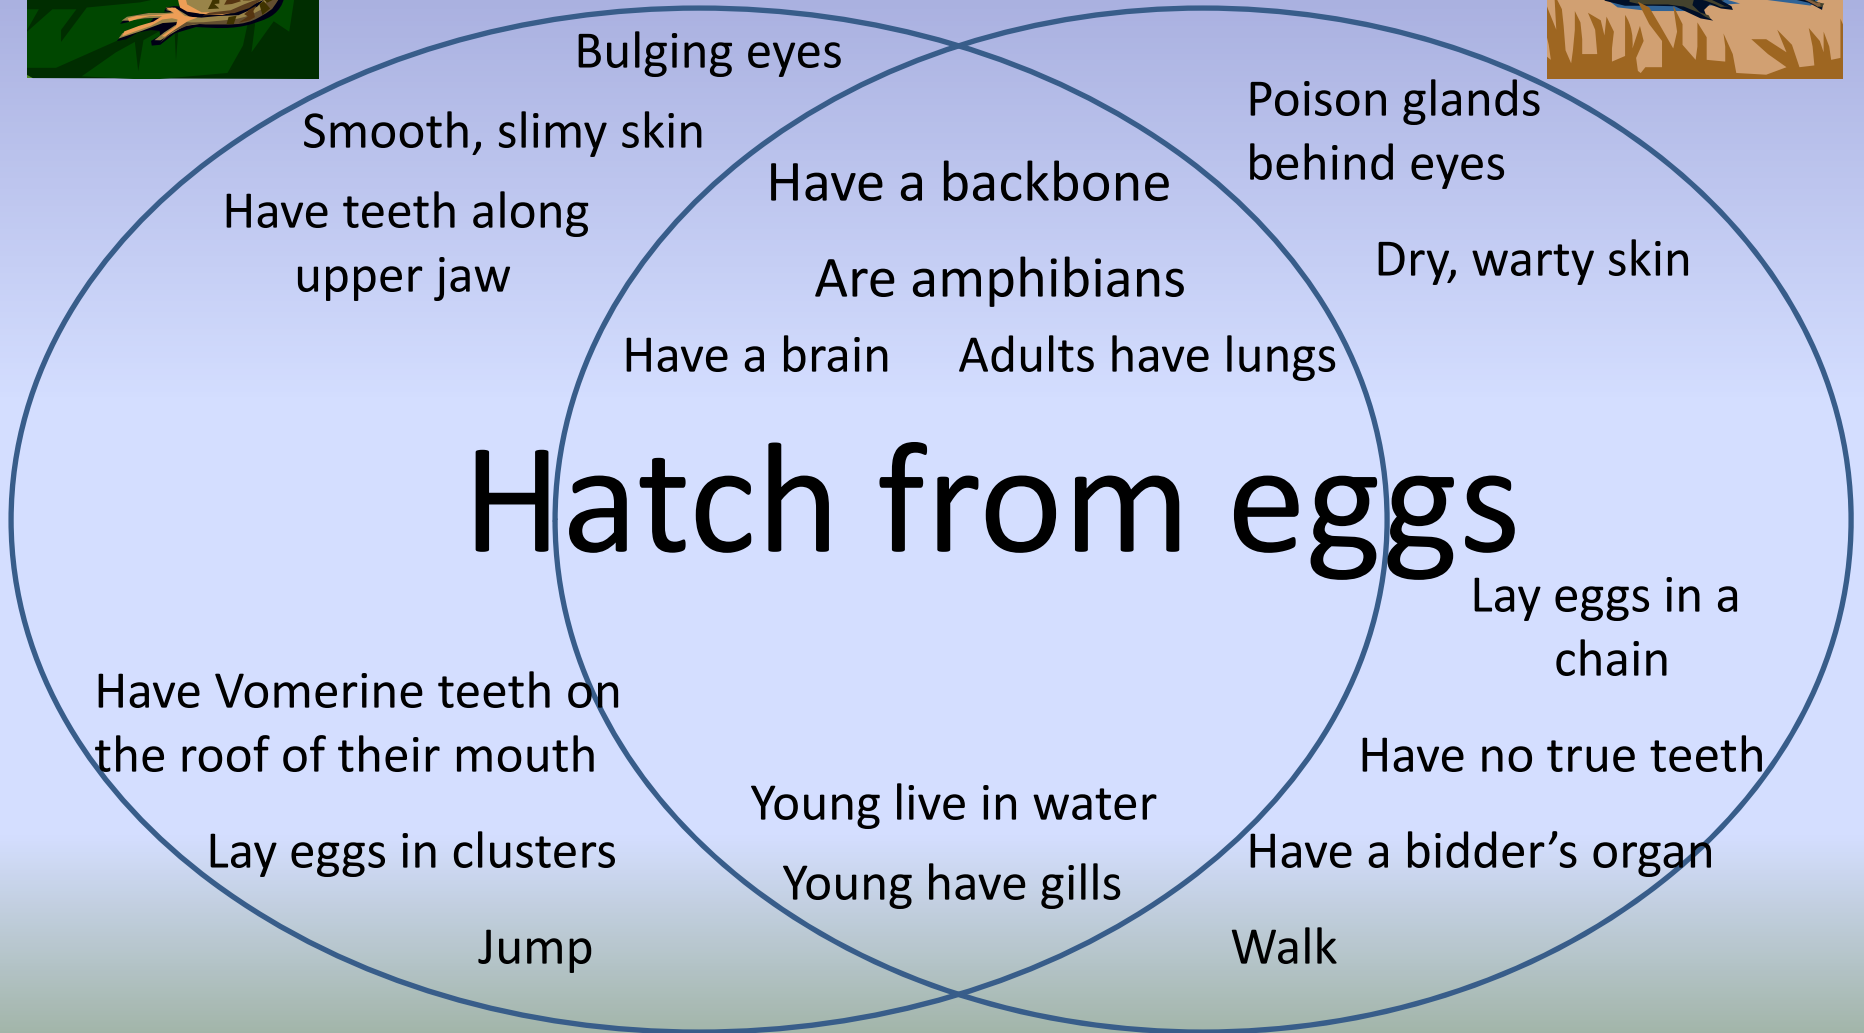 Bulging eyes
Smooth, slimy skin
Have teeth along
upper jaw
Have a backbone
Are amphibians
Have a brain
Adults have lungs
Poison glands
behind eyes
Dry, warty skin
Hatch from eggs
Lay eggs in a
chain
Have Vomerine teeth on
the roof of their mouth
Have no true teeth
Young live in water
Lay eggs in clusters
Have a bidder’s organ
Young have gills
Jump
Walk